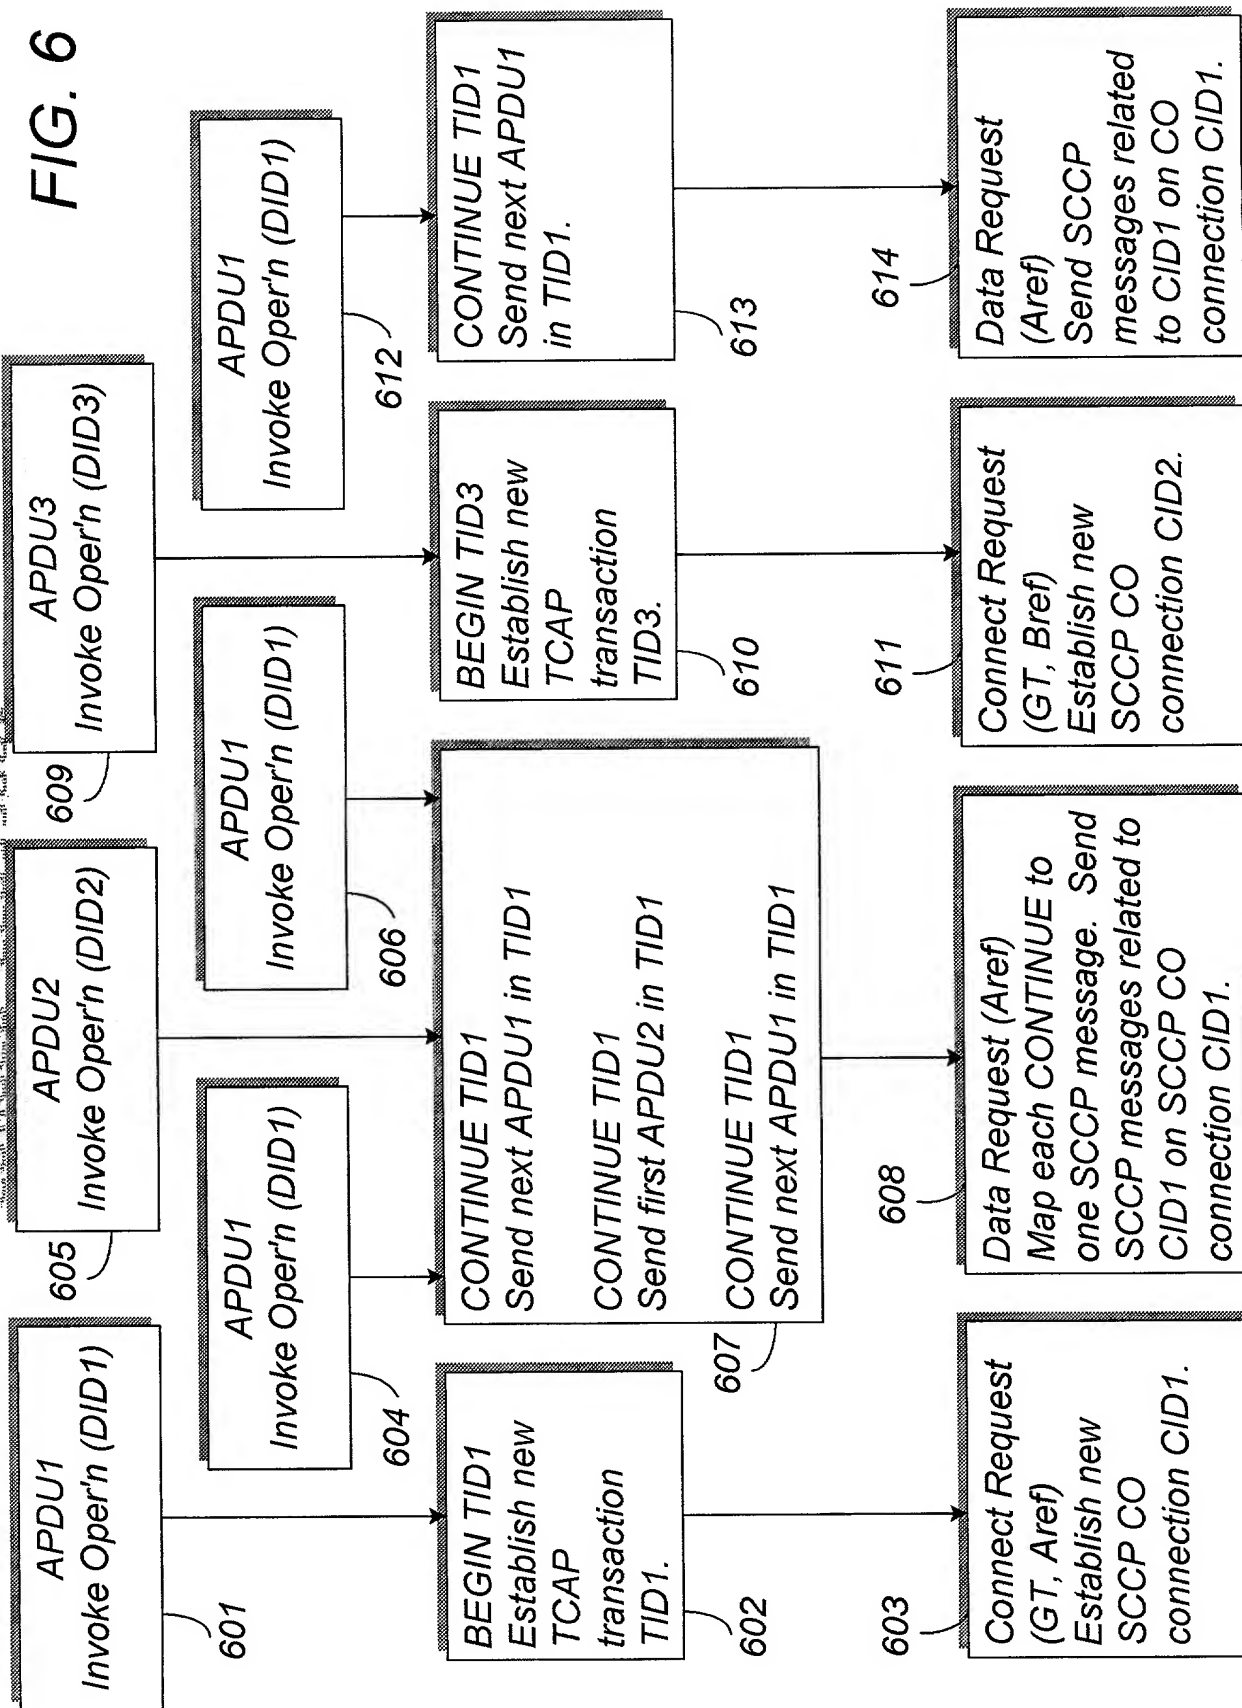 FIG. 6
APDU1
Invoke Oper'n (DID1)
601
BEGIN TID1
Establish new
TCAP
transaction
TID1.
602
Connect Request
(GT, Aref)
Establish new
SCCP CO
connection CID1.
603
APDU1
Invoke Oper'n (DID1)
604
APDU2
Invoke Oper'n (DID2)
605
APDU1
Invoke Oper'n (DID1)
606
CONTINUE TID1
Send next APDU1 in TID1
CONTINUE TID1
Send first APDU2 in TID1
CONTINUE TID1
Send next APDU1 in TID1
607
Data Request (Aref)
Map each CONTINUE to
one SCCP message. Send
SCCP messages related to
CID1 on SCCP CO
connection CID1.
608
APDU3
Invoke Oper'n (DID3)
609
BEGIN TID3
Establish new
TCAP
transaction
TID3.
610
Connect Request
(GT, Bref)
Establish new
SCCP CO
connection CID2.
611
APDU1
Invoke Oper'n (DID1)
612
CONTINUE TID1
Send next APDU1
in TID1.
613
Data Request
(Aref)
Send SCCP
messages related
to CID1 on CO
connection CID1.
614